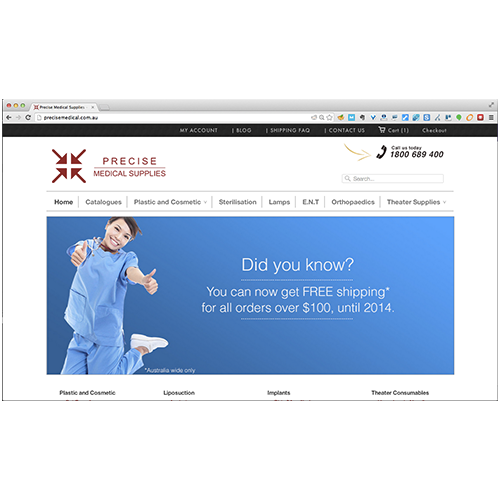 Precise Medical Supplies
precisemedical.com.au
MY ACCOUNT | BLOG | SHIPPING FAQ | CONTACT US Cart (1) Checkout
Call us today
1800 689 400
PRECISE
MEDICAL SUPPLIES
Search...
Home Catalogues Plastic and Cosmetic Sterilisation Lamps E.N.T Orthopaedics Theater Supplies
Did you know?
You can now get FREE shipping*
for all orders over $100, until 2014.
*Australia wide only
Plastic and Cosmetic Liposuction Implants Theater Consumables